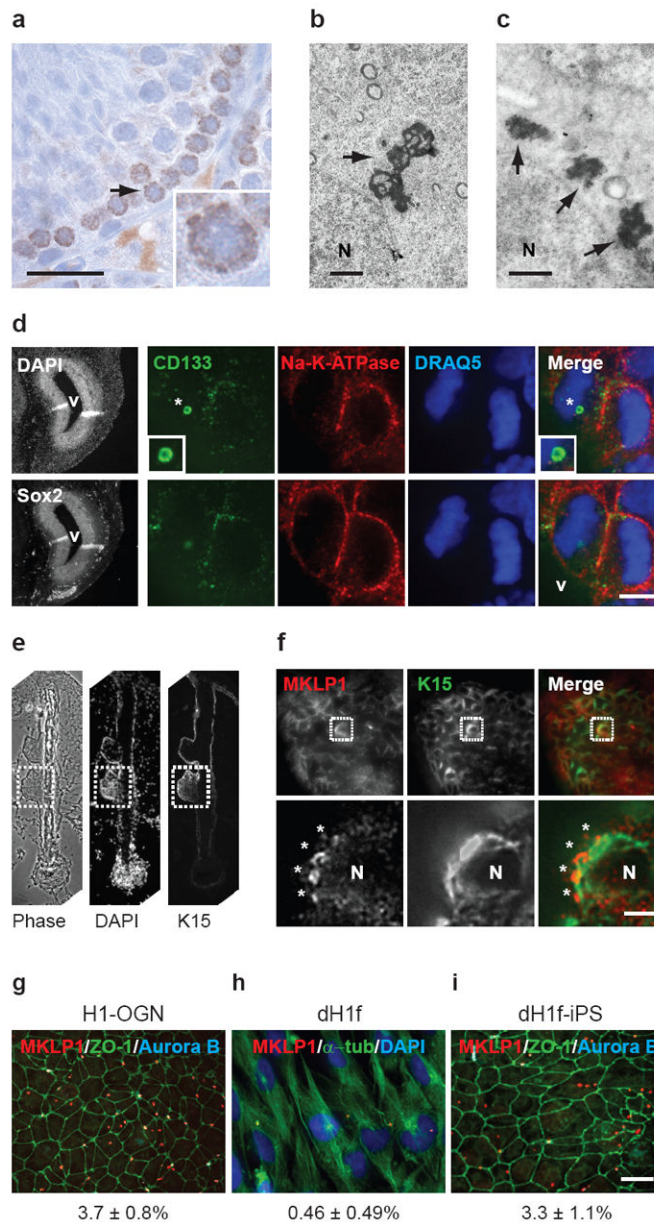 a
b
c
N
N
d
DAPI
v
CD133
*
Na-K-ATPase
DRAQ5
Merge
*
Sox2
v
v
e
Phase
DAPI
K15
f
MKLP1
K15
Merge
* * * *
N
N
* * * *
N
g
H1-OGN
MKLP1/ZO-1/Aurora B
3.7 ± 0.8%
h
dH1f
MKLP1/α-tub/DAPI
0.46 ± 0.49%
i
dH1f-iPS
MKLP1/ZO-1/Aurora B
3.3 ± 1.1%